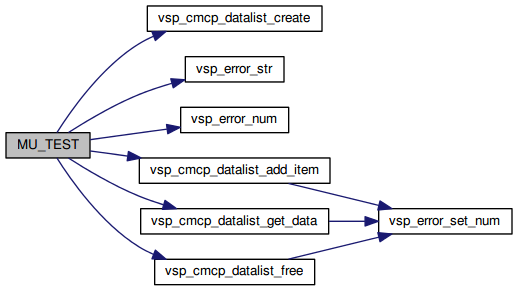 vsp_cmcp_datalist_create
vsp_error_str
vsp_error_num
MU_TEST
vsp_cmcp_datalist_add_item
vsp_cmcp_datalist_get_data
vsp_error_set_num
vsp_cmcp_datalist_free